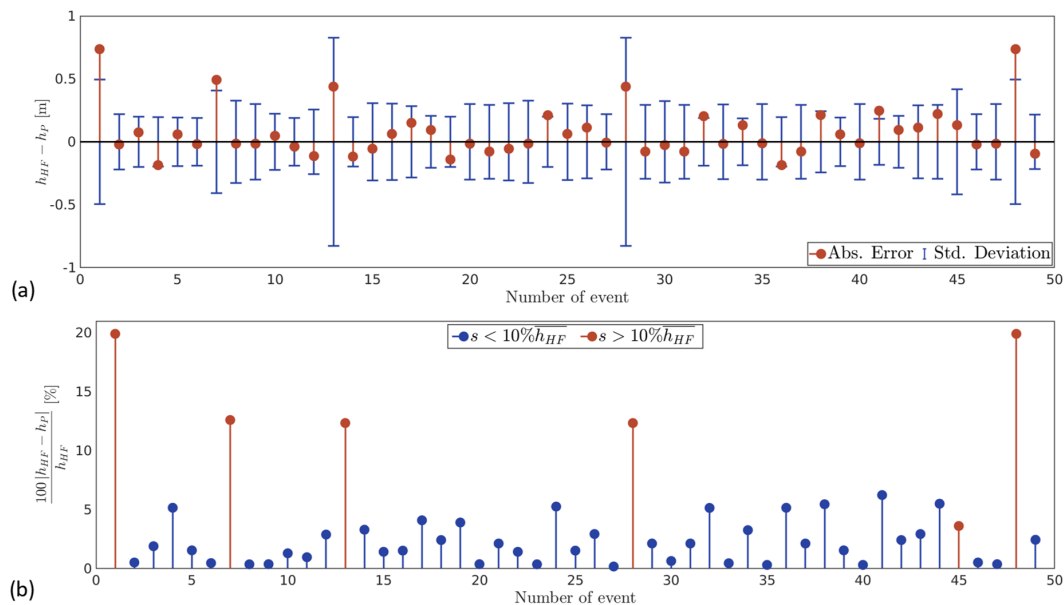 1
0.5
0
-0.5
-1
h_HF − h_P [m]
0 5 10 15 20 25 30 35 40 45 50
Number of event
Abs. Error Std. Deviation
(a)
20
15
10
5
0
100|h_HF − h_P| / h_HF [%]
s < 10%h̅_HF s > 10%h̅_HF
0 5 10 15 20 25 30 35 40 45 50
Number of event
(b)